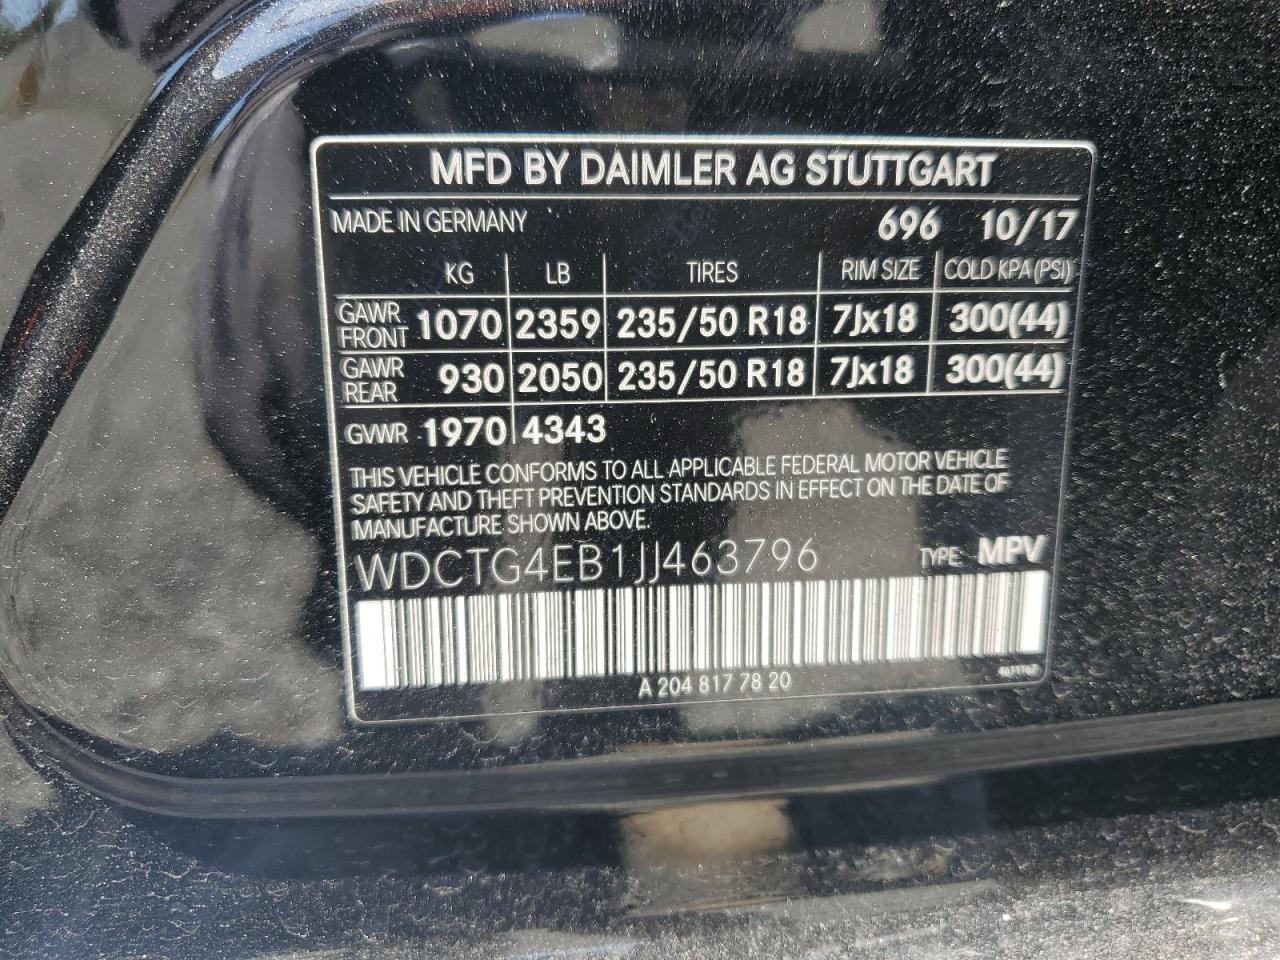 MFD BY DAIMLER AG STUTTGART
MADE IN GERMANY 696 10/17
KG LB TIRES RIM SIZE COLD KPA (PSI)
GAWR FRONT 1070 2359 235/50 R18 7Jx18 300(44)
GAWR REAR 930 2050 235/50 R18 7Jx18 300(44)
GVWR 1970 4343
THIS VEHICLE CONFORMS TO ALL APPLICABLE FEDERAL MOTOR VEHICLE
SAFETY AND THEFT PREVENTION STANDARDS IN EFFECT ON THE DATE OF
MANUFACTURE SHOWN ABOVE.
WDCTG4EB1JJ463796 TYPE MPV
A 204 817 78 20